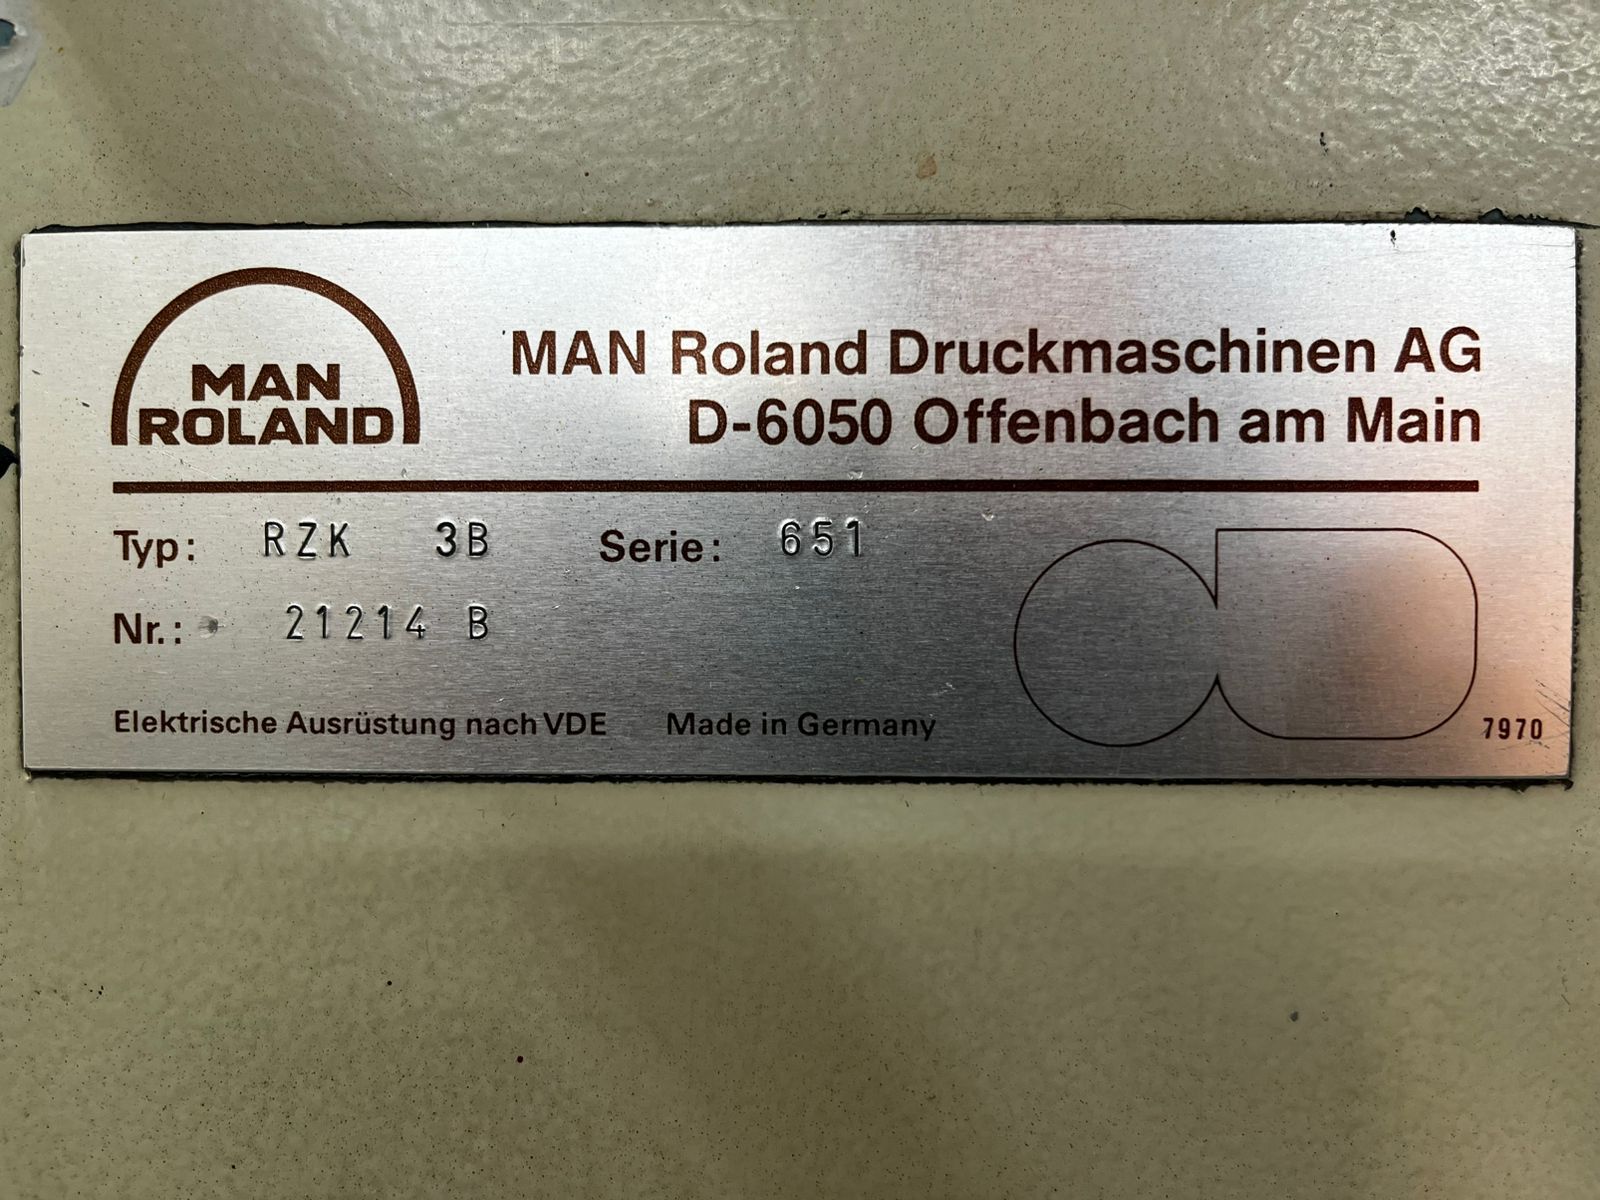 MAN
ROLAND
MAN Roland Druckmaschinen AG
D-6050 Offenbach am Main
Typ: RZK 3B Serie: 651
Nr.: 21214 B
Elektrische Ausrüstung nach VDE Made in Germany
7970